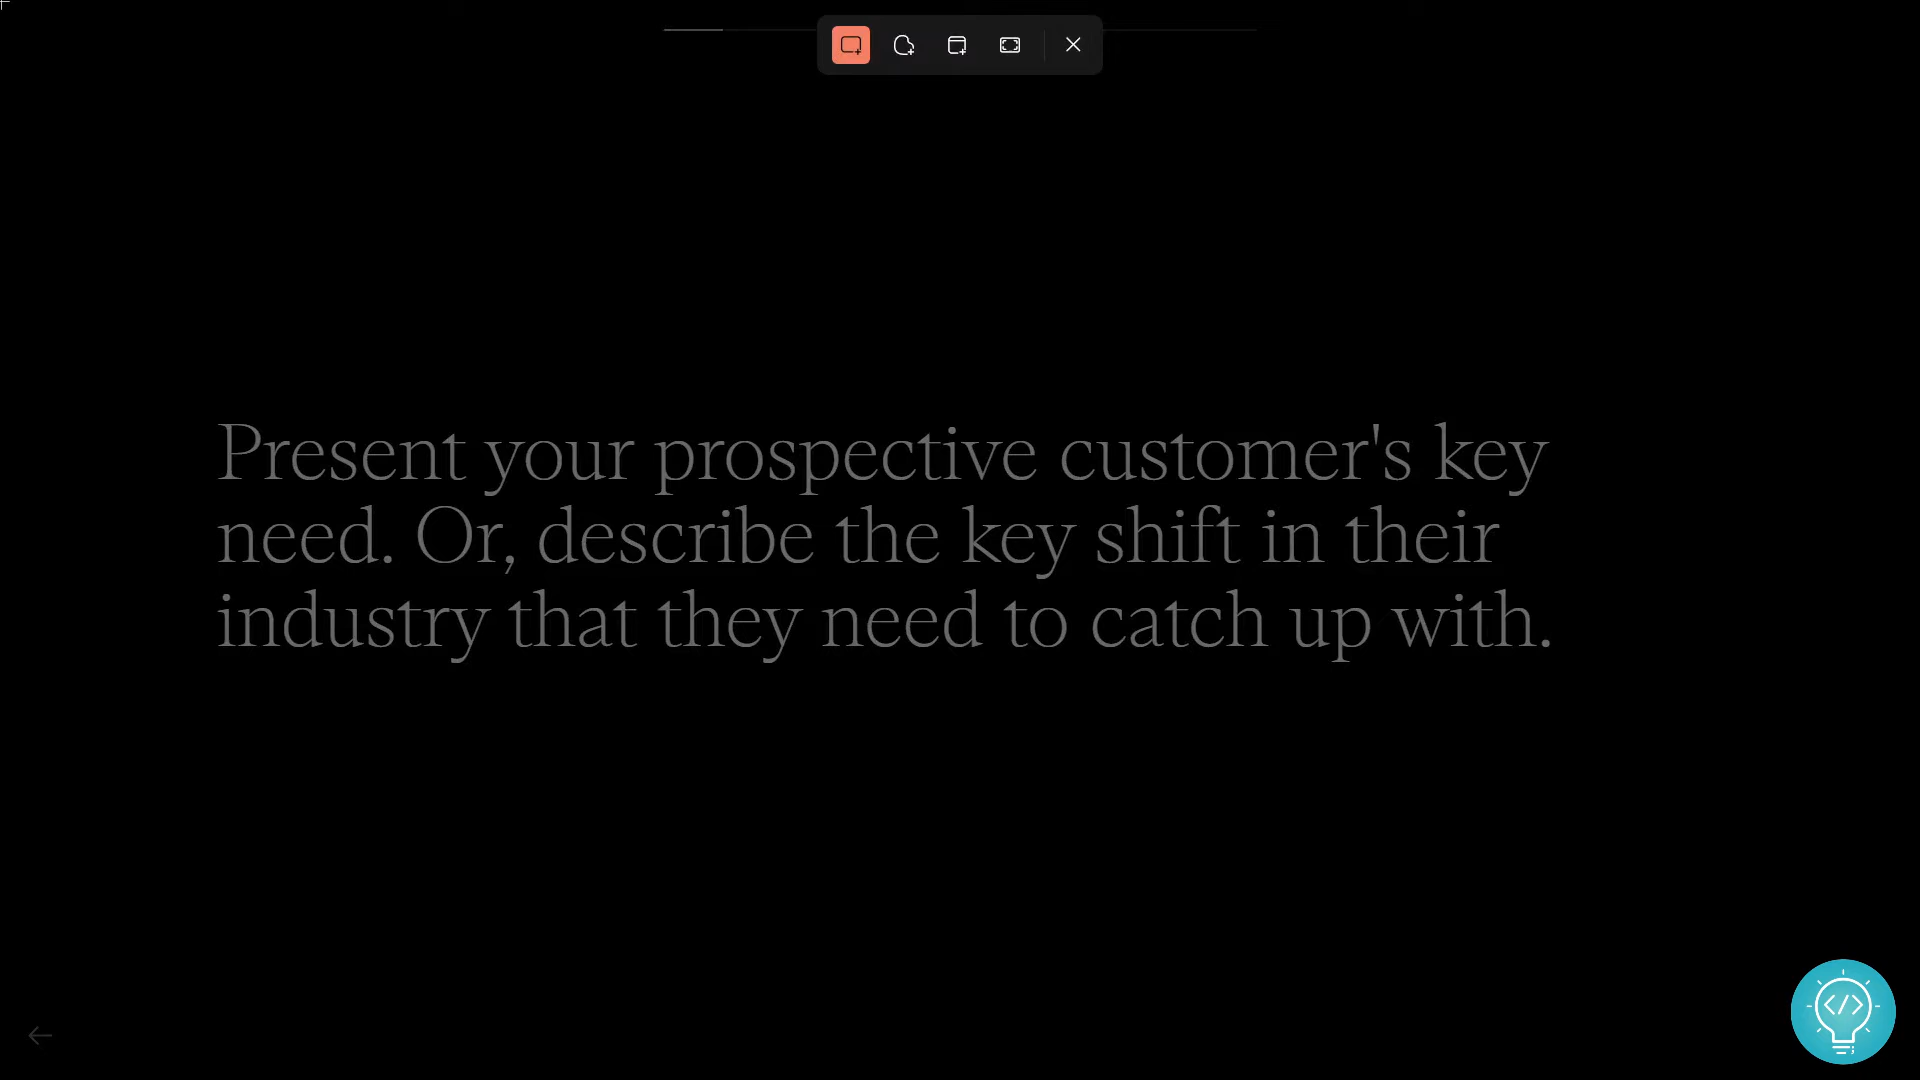 Present your prospective customer's key
need. Or, describe the key shift in their
industry that they need to catch up with.